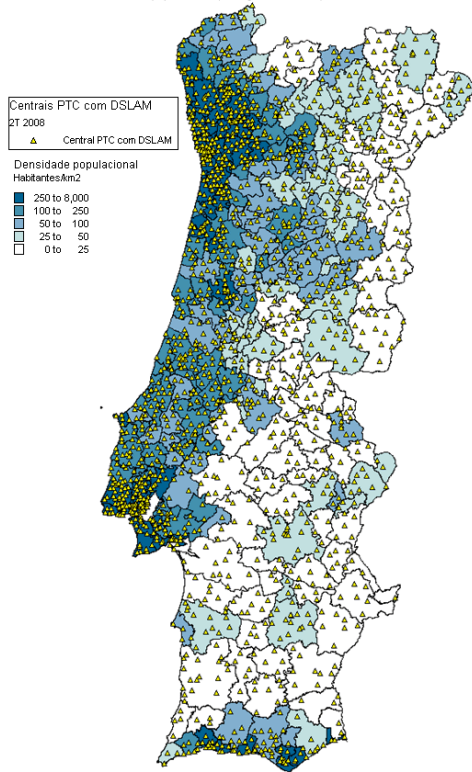 Centrais PTC com DSLAM
2T 2008
Central PTC com DSLAM
Densidade populacional
Habitantes/km2
250 to 8,000
100 to 250
50 to 100
25 to 50
0 to 25